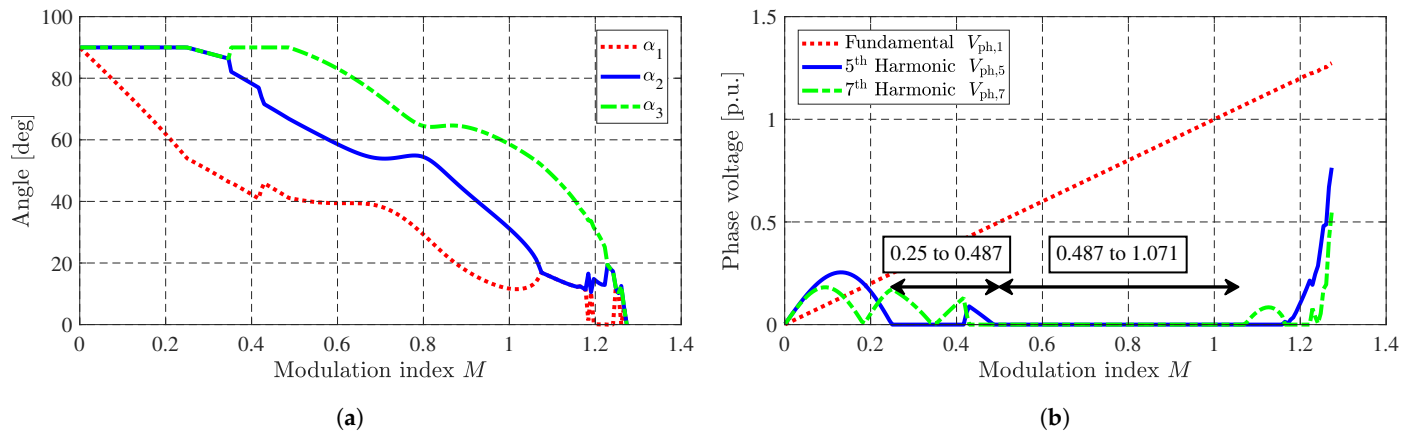 100
80
60
40
20
0
0
0.2
0.4
0.6
0.8
1
1.2
1.4
Angle [deg]
Modulation index M
α1
α2
α3
(a)
1.5
1
0.5
0
0
0.2
0.4
0.6
0.8
1
1.2
1.4
Phase voltage [p.u.]
Modulation index M
Fundamental Vph,1
5th Harmonic Vph,5
7th Harmonic Vph,7
0.25 to 0.487
0.487 to 1.071
(b)